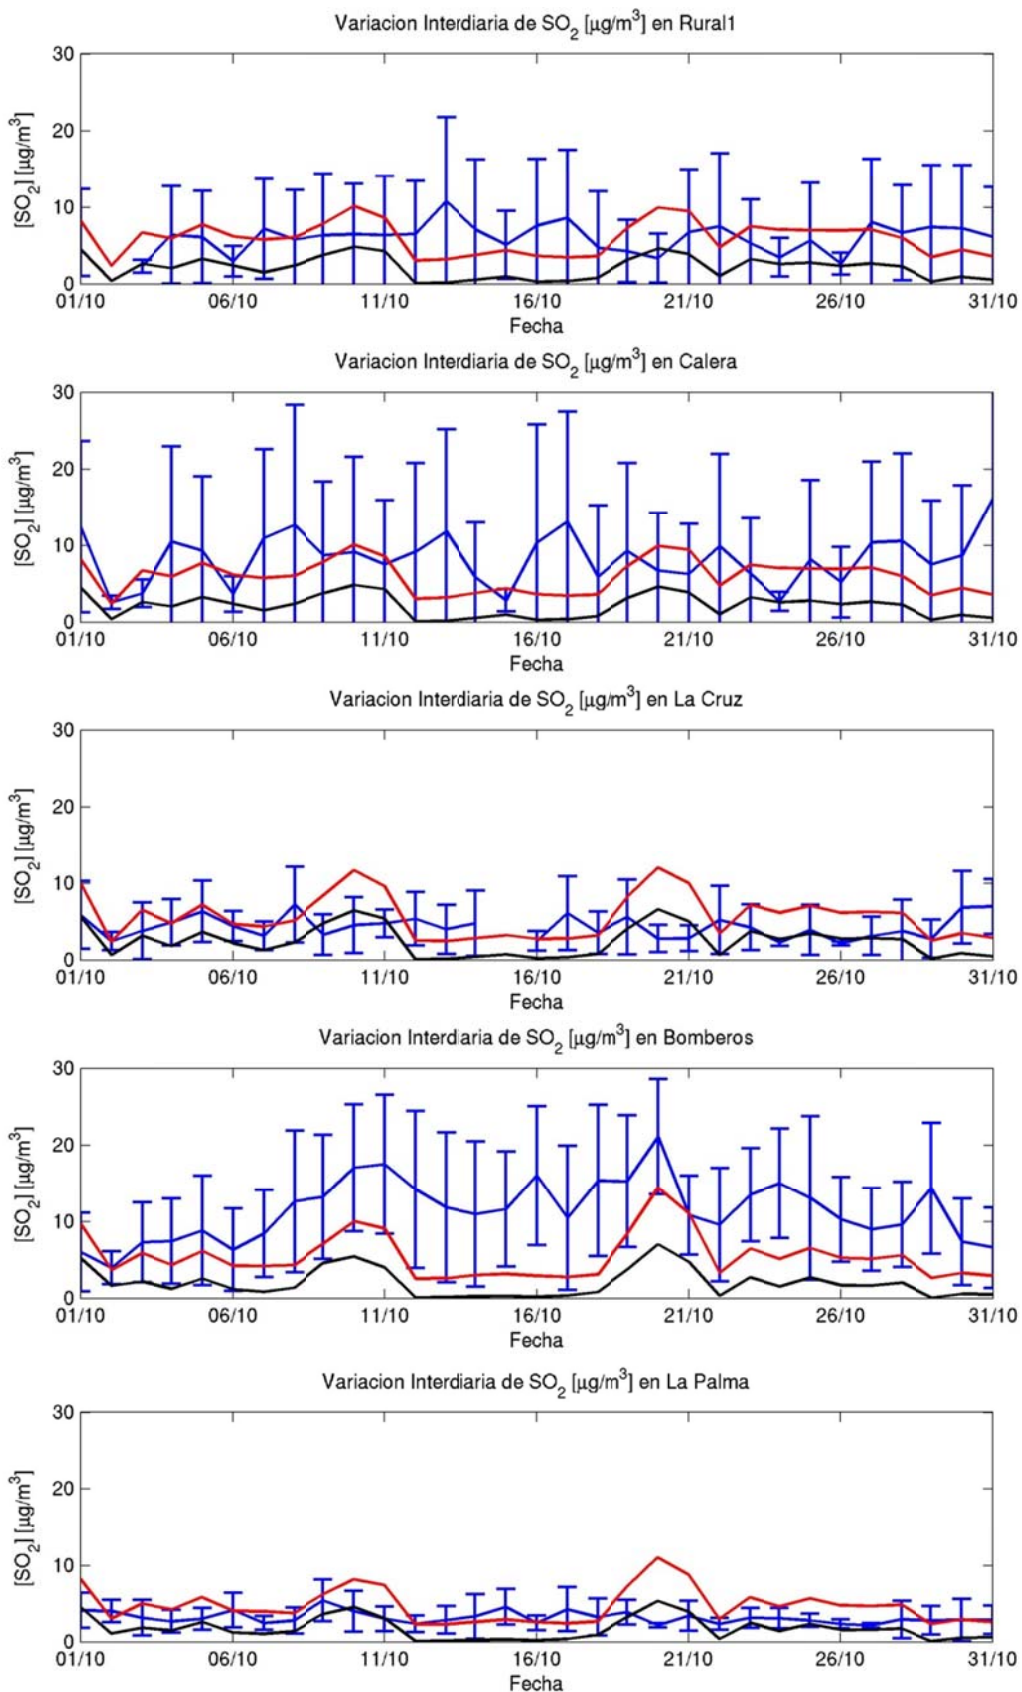 Variacion Interdiaria de SO2 [µg/m3] en Rural1
[SO2] [µg/m3]
30
20
10
0
01/10 06/10 11/10 16/10 21/10 26/10 31/10
Fecha
Variacion Interdiaria de SO2 [µg/m3] en Calera
[SO2] [µg/m3]
30
20
10
0
01/10 06/10 11/10 16/10 21/10 26/10 31/10
Fecha
Variacion Interdiaria de SO2 [µg/m3] en La Cruz
[SO2] [µg/m3]
30
20
10
0
01/10 06/10 11/10 16/10 21/10 26/10 31/10
Fecha
Variacion Interdiaria de SO2 [µg/m3] en Bomberos
[SO2] [µg/m3]
30
20
10
0
01/10 06/10 11/10 16/10 21/10 26/10 31/10
Fecha
Variacion Interdiaria de SO2 [µg/m3] en La Palma
[SO2] [µg/m3]
30
20
10
0
01/10 06/10 11/10 16/10 21/10 26/10 31/10
Fecha